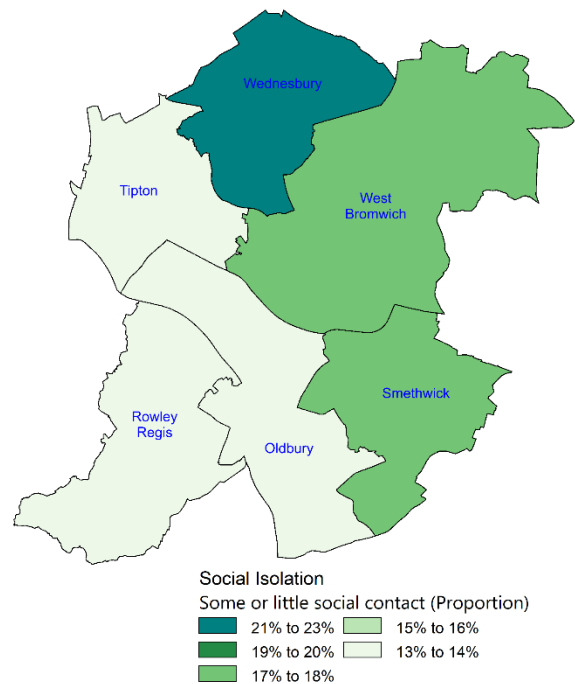 Wednesbury
Tipton
West
Bromwich
Smethwick
Rowley
Regis
Oldbury
Social Isolation
Some or little social contact (Proportion)
21% to 23%
15% to 16%
19% to 20%
13% to 14%
17% to 18%